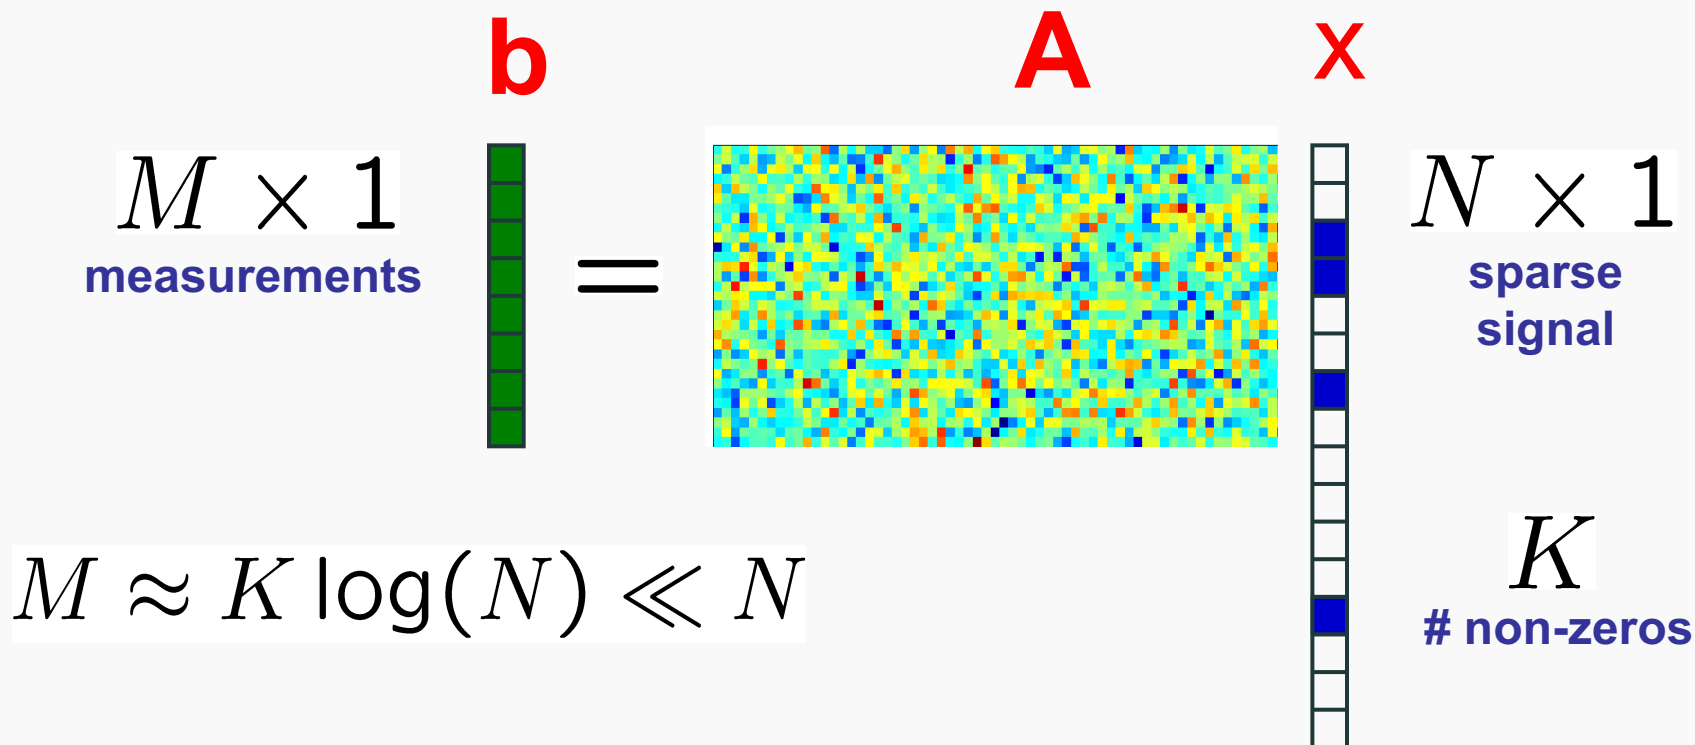 b A x
M × 1
measurements
=
N × 1
sparse
signal
M ≈ K log(N) ≪ N
K
# non-zeros